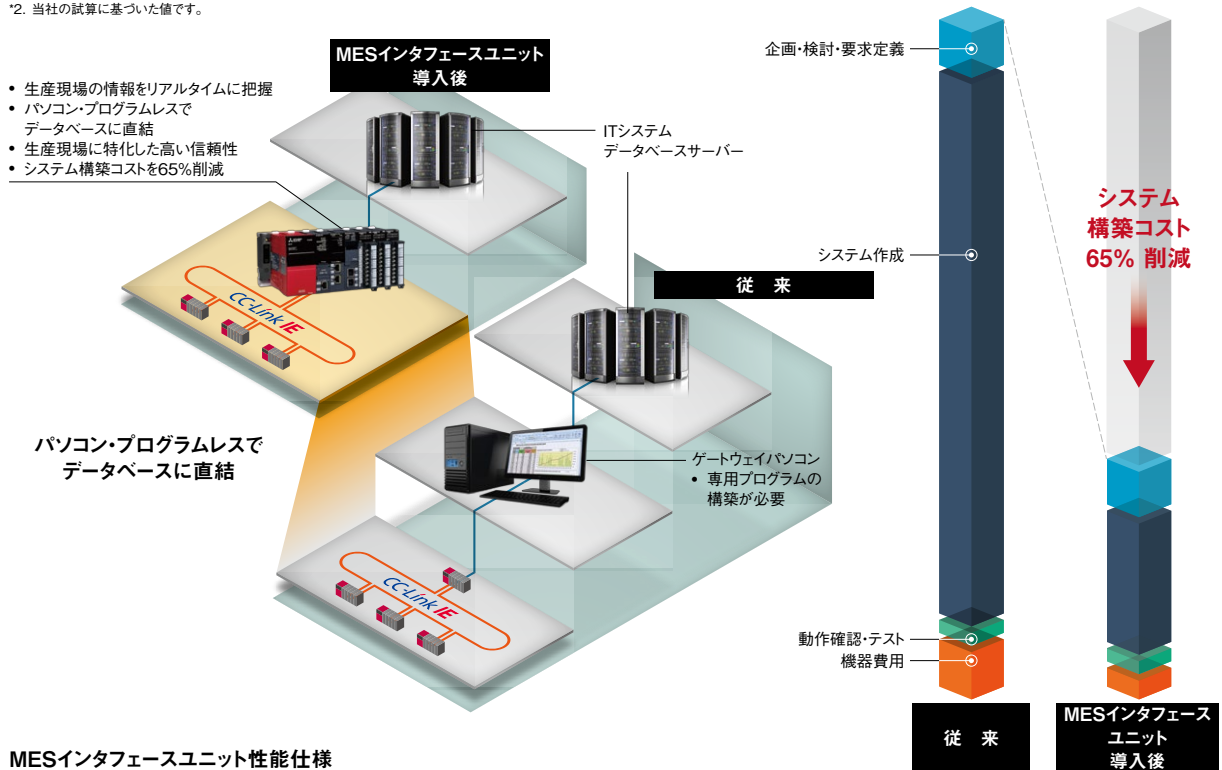 *2. 当社の試算に基づいた値です。
MESインタフェースユニット
導入後
• 生産現場の情報をリアルタイムに把握
• パソコン・プログラムレスで
データベースに直結
• 生産現場に特化した高い信頼性
• システム構築コストを65%削減
ITシステム
データベースサーバー
CC-Link IE
従 来
パソコン・プログラムレスで
データベースに直結
ゲートウェイパソコン
• 専用プログラムの
構築が必要
CC-Link IE
企画・検討・要求定義
システム作成
動作確認・テスト
機器費用
システム
構築コスト
65% 削減
従 来
MESインタフェース
ユニット
導入後
MESインタフェースユニット性能仕様